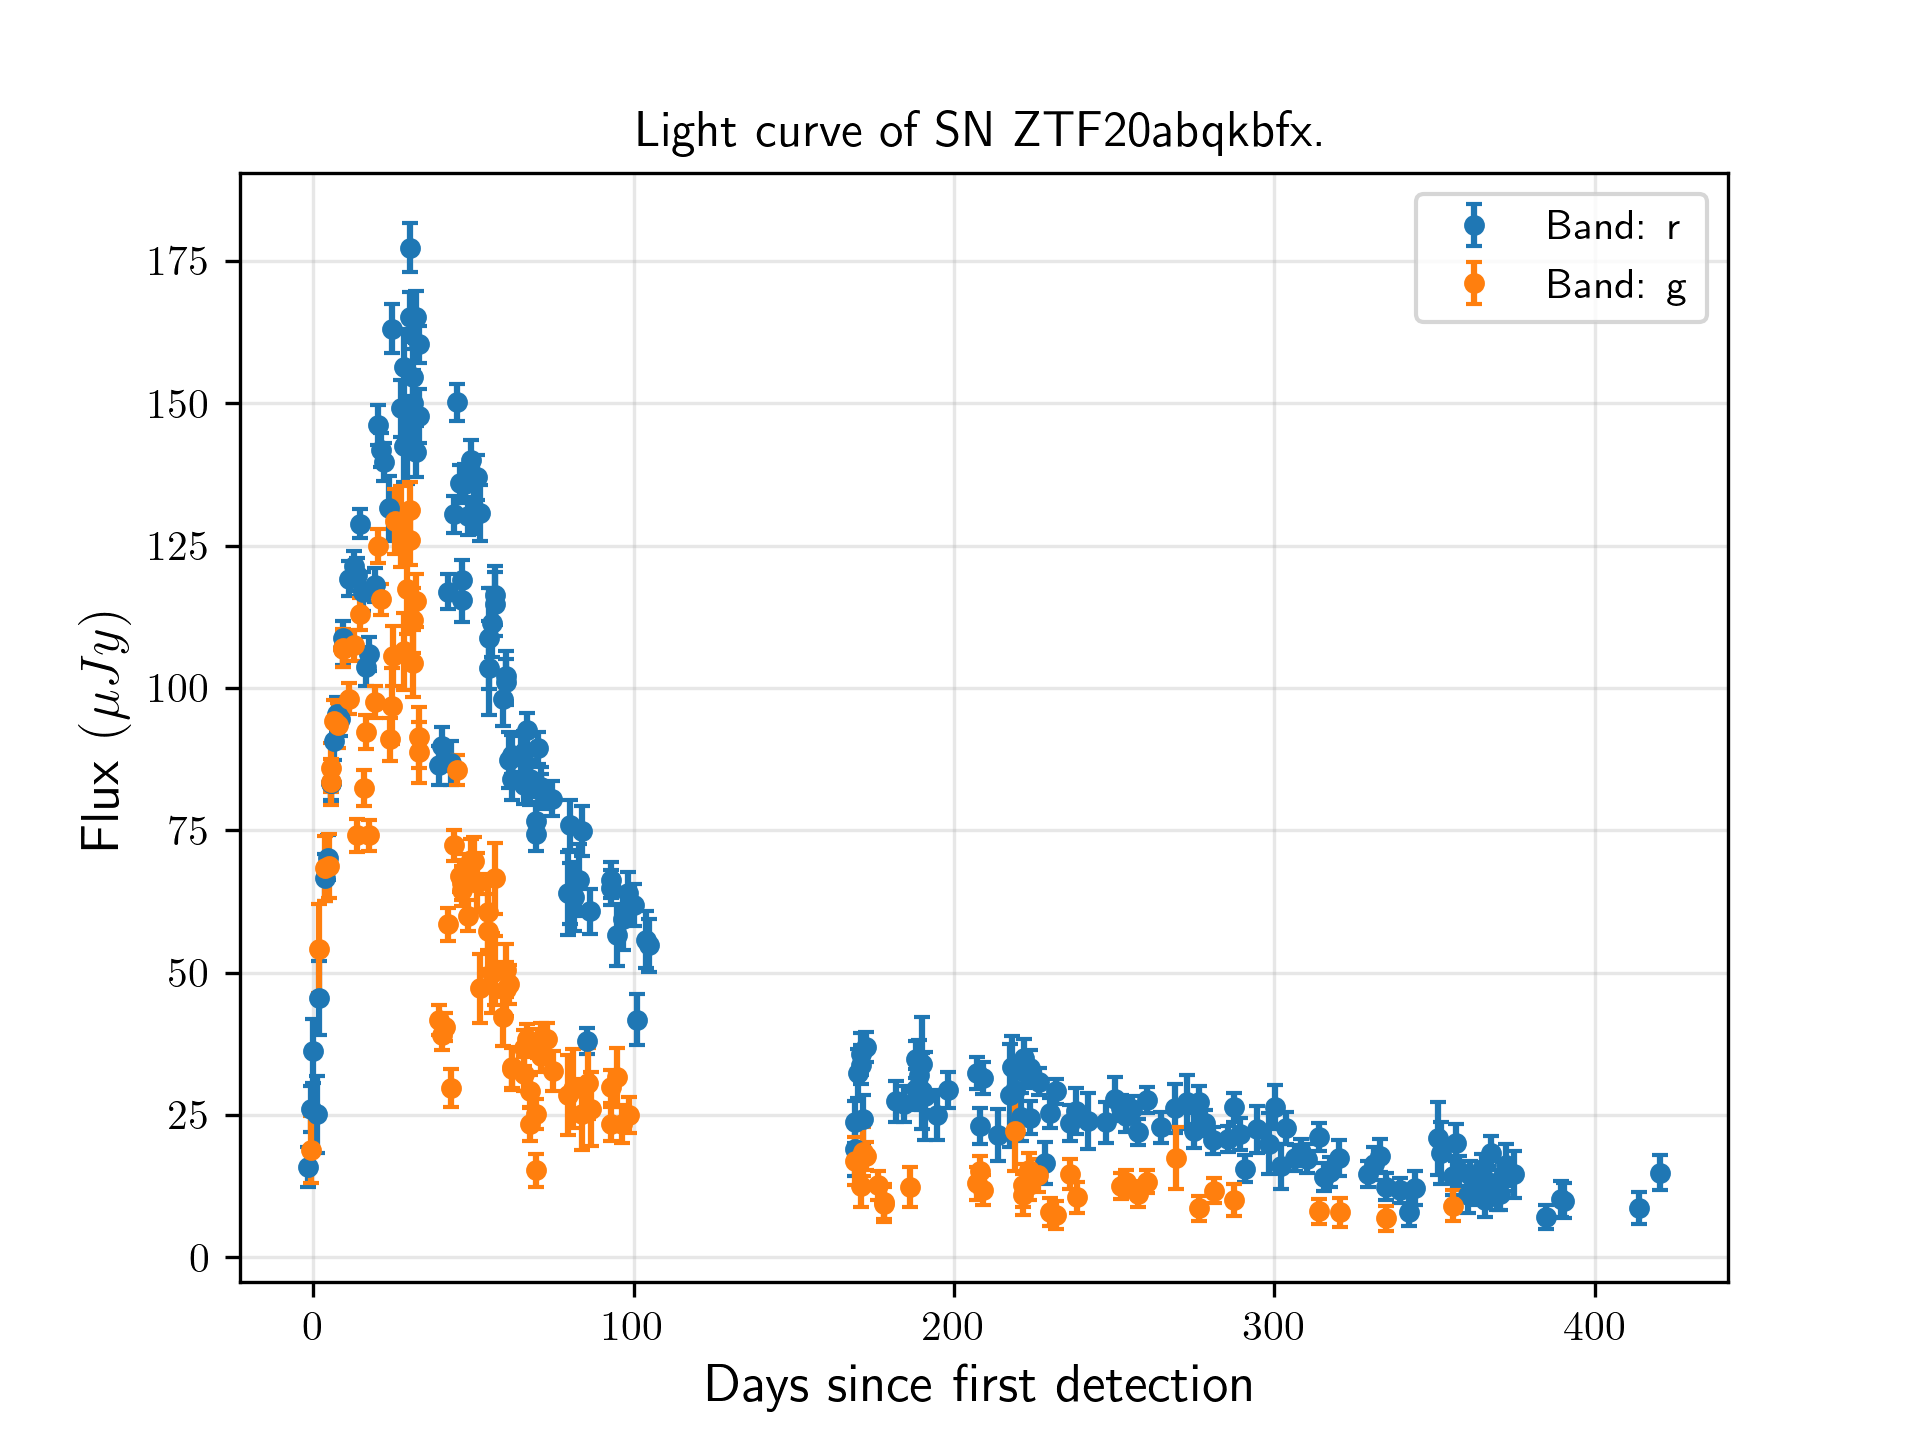 Light curve of SN ZTF20abqkbfx.
Band: r
Band: g
Flux (μJy)
175
150
125
100
75
50
25
0
0 100 200 300 400
Days since first detection